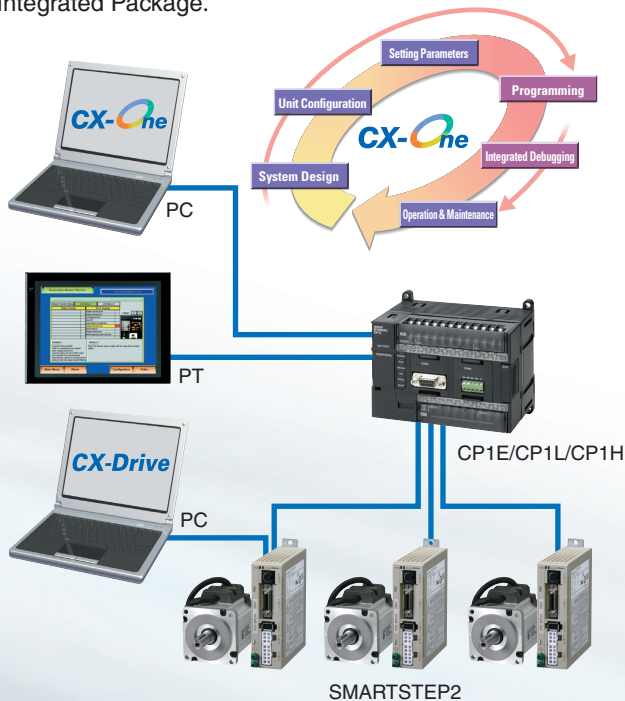 Integrated Package.
Setting Parameters
Programming
Unit Configuration
CX-One
CX-One
Integrated Debugging
System Design
Operation & Maintenance
PC
PT
CP1E/CP1L/CP1H
CX-Drive
PC
SMARTSTEP2